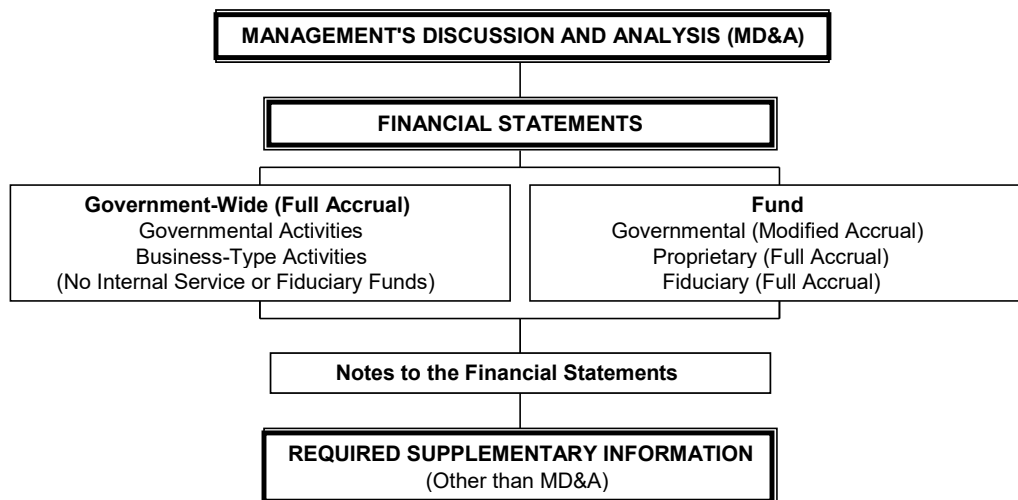 MANAGEMENT'S DISCUSSION AND ANALYSIS (MD&A)
FINANCIAL STATEMENTS
Government-Wide (Full Accrual)
Governmental Activities
Business-Type Activities
(No Internal Service or Fiduciary Funds)
Fund
Governmental (Modified Accrual)
Proprietary (Full Accrual)
Fiduciary (Full Accrual)
Notes to the Financial Statements
REQUIRED SUPPLEMENTARY INFORMATION
(Other than MD&A)